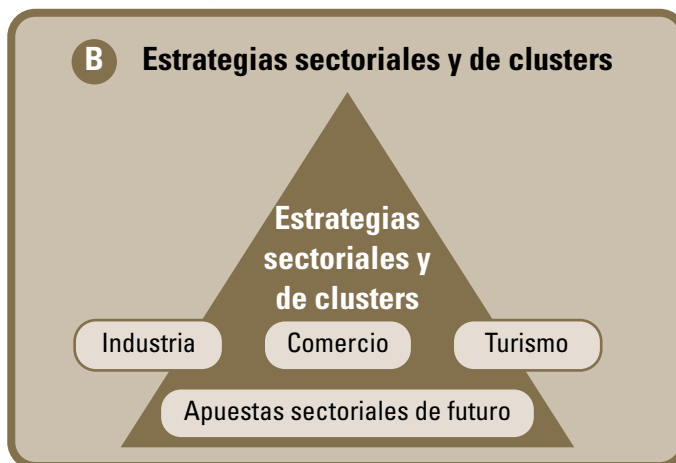 B Estrategias sectoriales y de clusters
Estrategias
sectoriales y
de clusters
Industria Comercio Turismo
Apuestas sectoriales de futuro